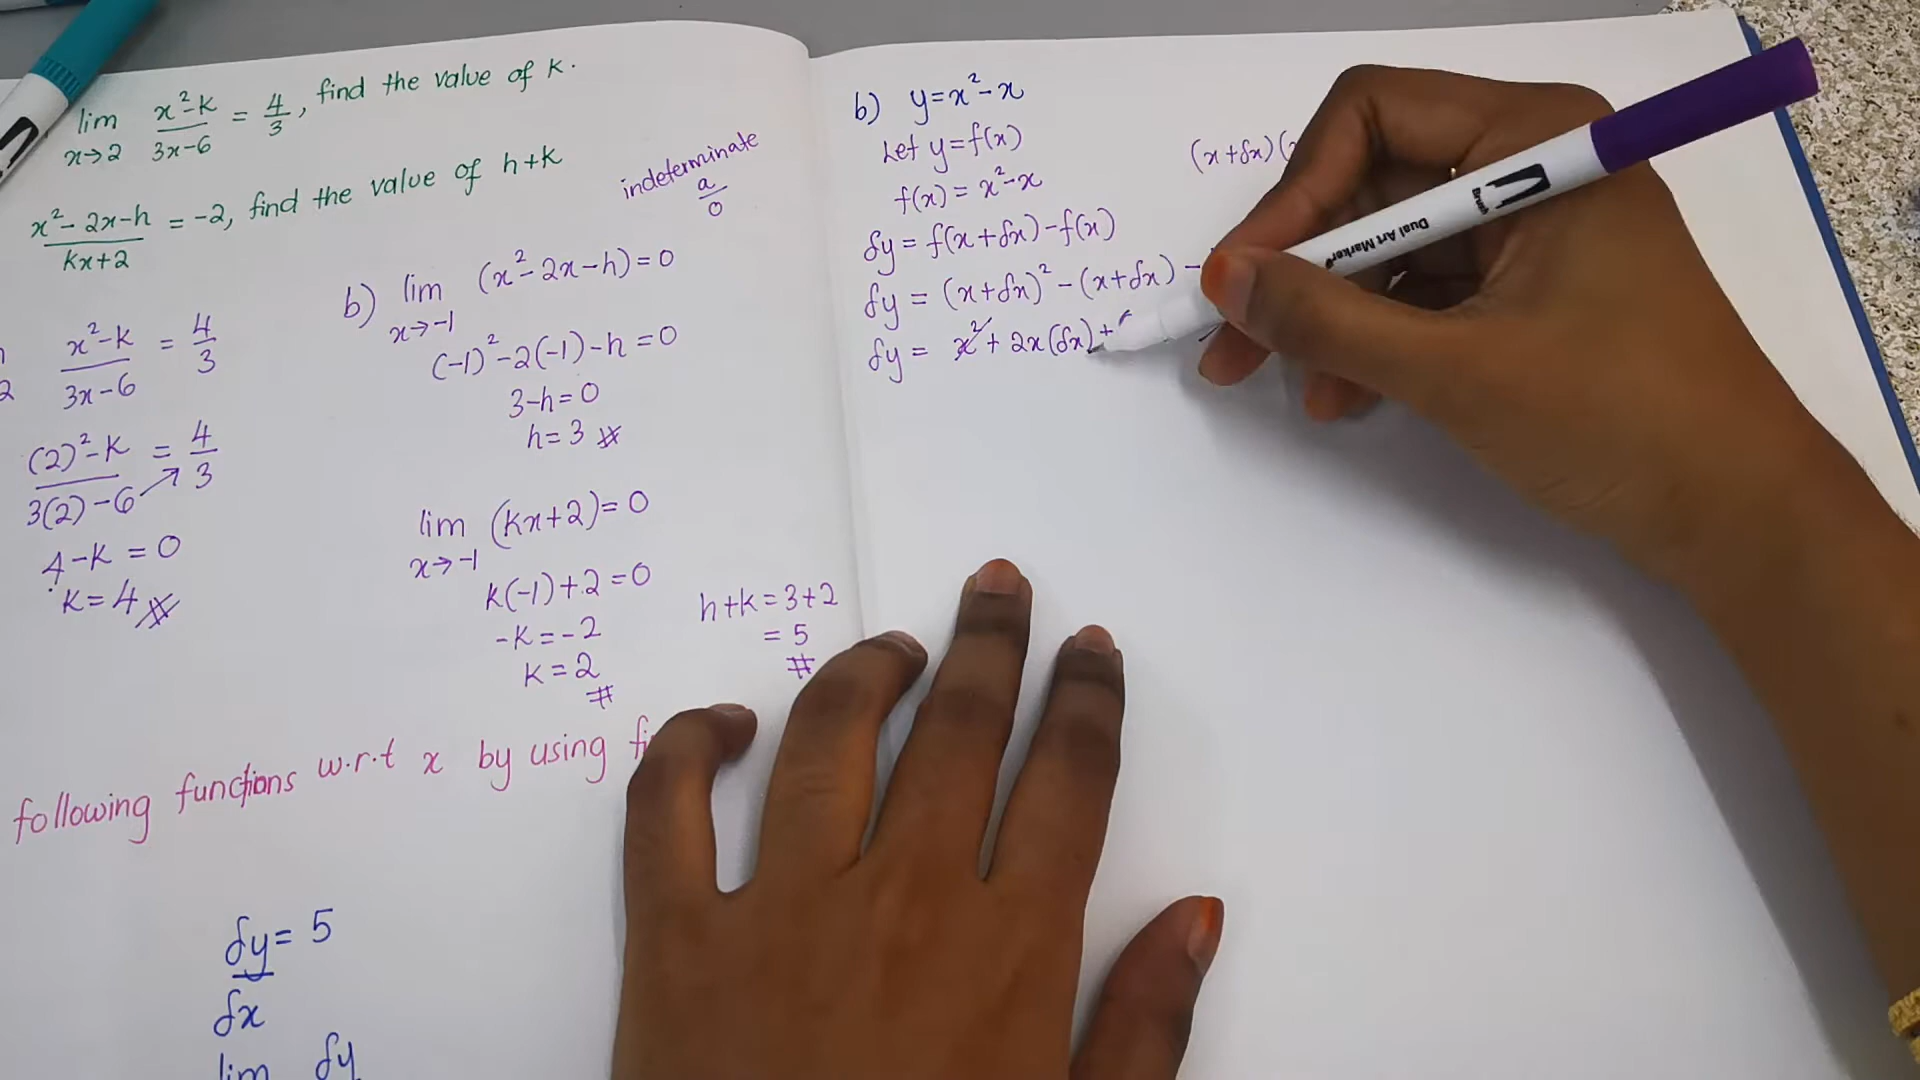 lim x→2 x²-k / 3x-6 = 4/3, find the value of k.
x²-2x-h / kx+2 = -2, find the value of h+k
indeterminate
a/0
x²-k / 3x-6 = 4/3
(2)²-k / 3(2)-6 = 4/3
4-k = 0
k=4
b) lim x→-1 (x²-2x-h)=0
(-1)²-2(-1)-h=0
3-h=0
h=3
lim x→-1 (kx+2)=0
k(-1)+2=0
-k=-2
k=2
h+k=3+2
=5
following functions w.r.t x by using
δy/δx = 5
lim δy
b) y=x²-x
Let y=f(x)
f(x)=x²-x
(x+δx)(
δy=f(x+δx)-f(x)
δy=(x+δx)²-(x+δx)-
δy= x²+2x(δx)+
Dual Art Marker
Brush